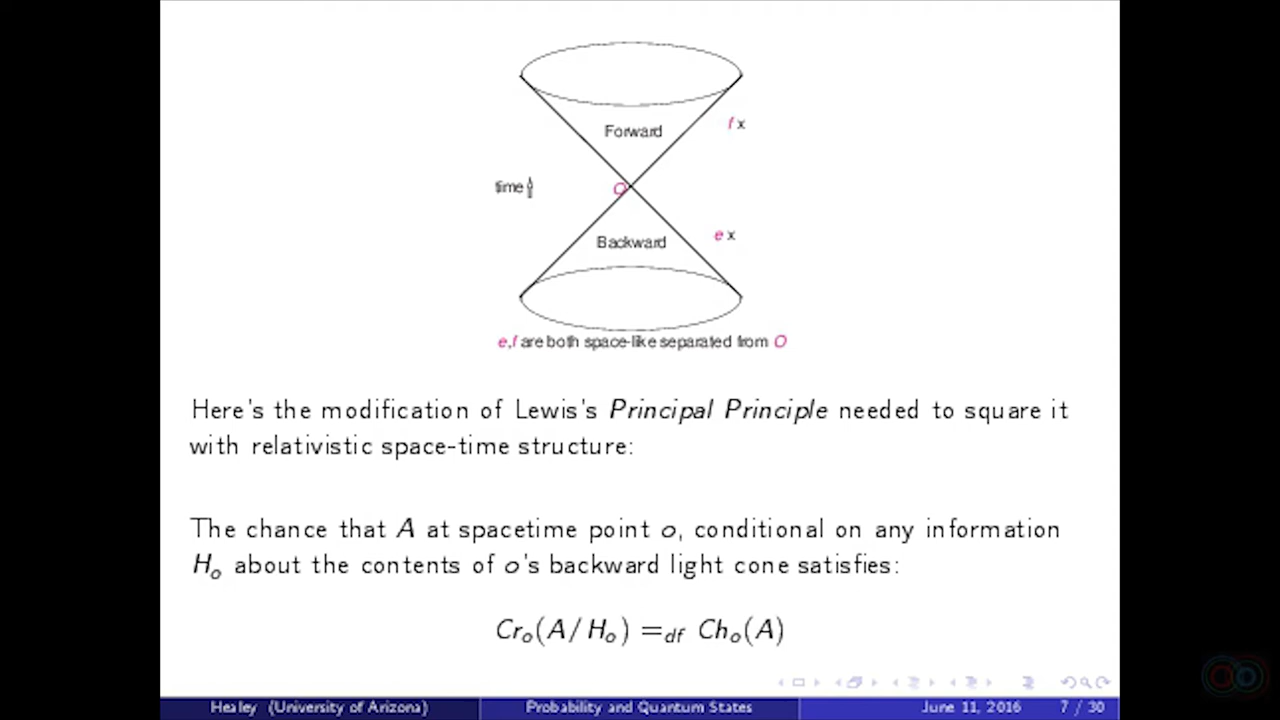 Forward
f x
time
O
e x
Backward
e,f are both space-like separated from O
Here's the modification of Lewis's Principal Principle needed to square it
with relativistic space-time structure:
The chance that A at spacetime point o, conditional on any information
Hₒ about the contents of o's backward light cone satisfies:
Crₒ(A/Hₒ) =df Chₒ(A)
Healey (University of Arizona)
Probability and Quantum States
June 11, 2016
7 / 30